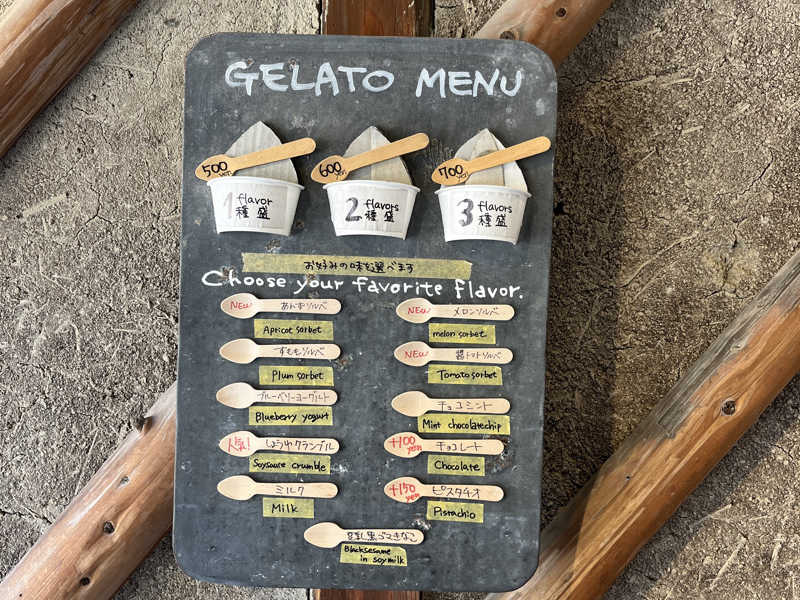 GELATO MENU
500 yen
1 flavor
種盛
600 yen
2 flavors
種盛
700 yen
3 flavors
種盛
お好みの味を選べます
Choose your favorite flavor.
NEW あんずソルベ
Apricot sorbet
すももソルベ
Plum sorbet
ブルーベリーヨーグルト
Blueberry yogurt
人気! しょうゆクランブル
Soysauce crumble
ミルク
Milk
NEW メロンソルベ
melon sorbet
NEW 醤トマトソルベ
Tomato sorbet
チョコミント
Mint chocolatechip
+100 yen チョコレート
Chocolate
+150 yen ピスタチオ
Pistachio
豆乳黒ごまきなこ
Blacksesame
in soymilk